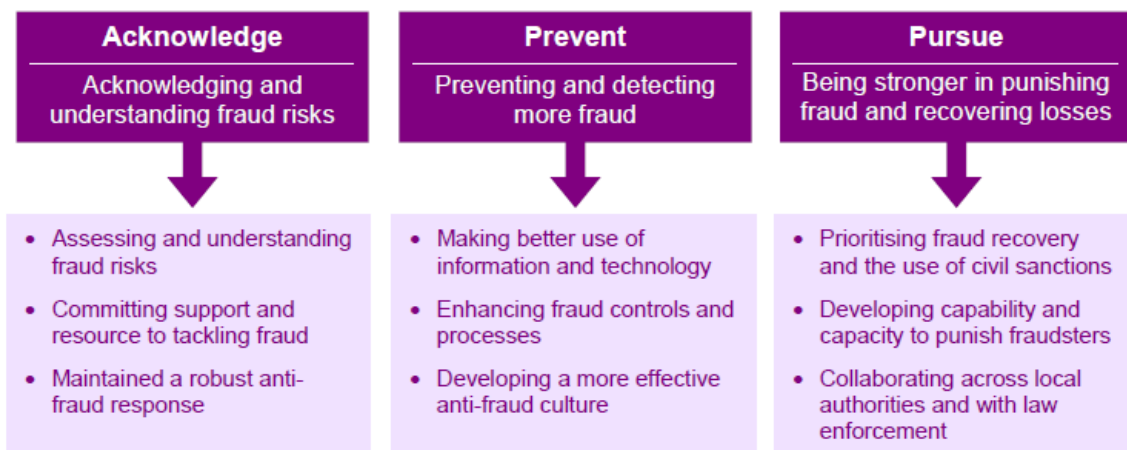 Acknowledge
Acknowledging and
understanding fraud risks
• Assessing and understanding
fraud risks
• Committing support and
resource to tackling fraud
• Maintained a robust anti-
fraud response
Prevent
Preventing and detecting
more fraud
• Making better use of
information and technology
• Enhancing fraud controls and
processes
• Developing a more effective
anti-fraud culture
Pursue
Being stronger in punishing
fraud and recovering losses
• Prioritising fraud recovery
and the use of civil sanctions
• Developing capability and
capacity to punish fraudsters
• Collaborating across local
authorities and with law
enforcement